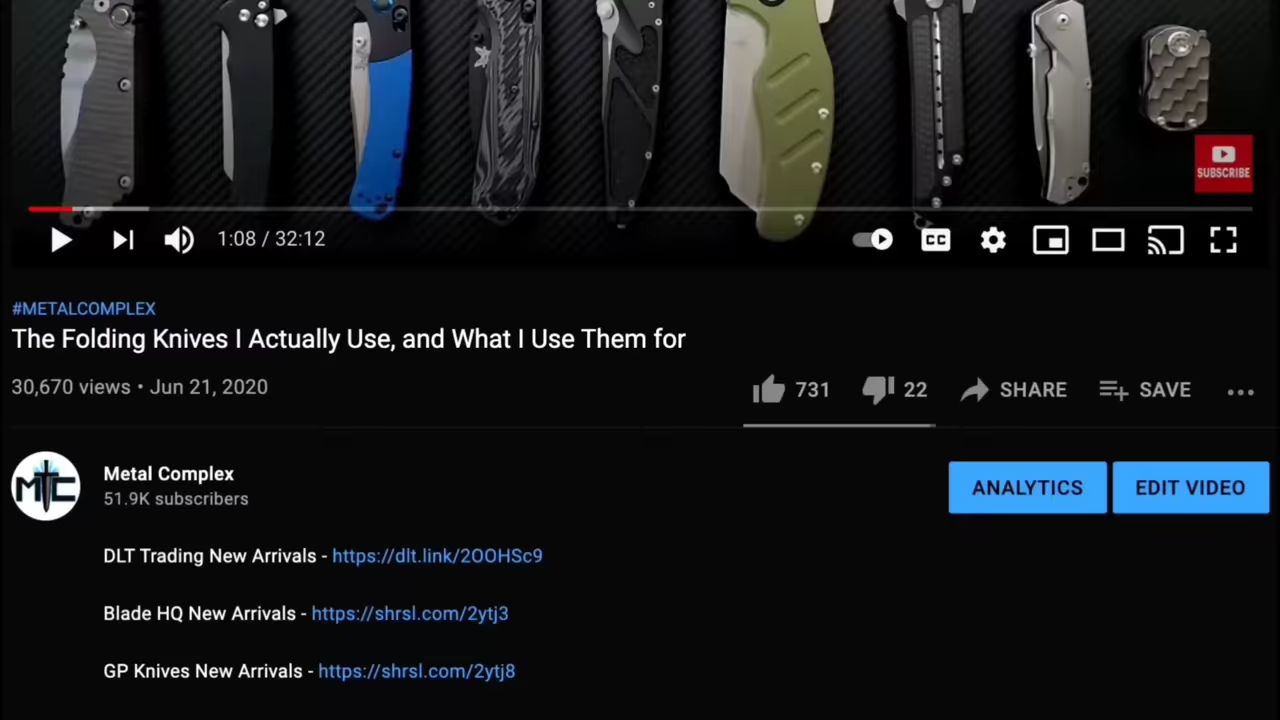 SUBSCRIBE
1:08 / 32:12
CC
#METALCOMPLEX
The Folding Knives I Actually Use, and What I Use Them for
30,670 views • Jun 21, 2020
731
22
SHARE
SAVE
MTC
Metal Complex
51.9K subscribers
ANALYTICS
EDIT VIDEO
DLT Trading New Arrivals - https://dlt.link/2OOHSc9
Blade HQ New Arrivals - https://shrsl.com/2ytj3
GP Knives New Arrivals - https://shrsl.com/2ytj8